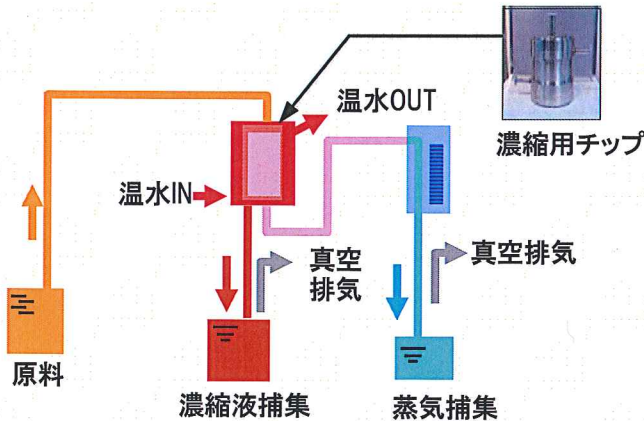 温水OUT
濃縮用チップ
温水IN
真空
排気
真空排気
原料
濃縮液捕集
蒸気捕集